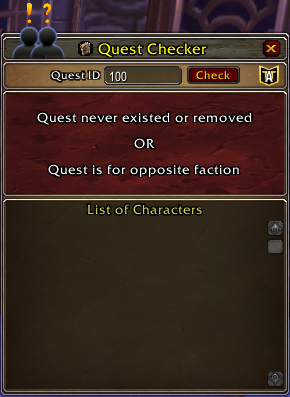 ! ?
Quest Checker
Quest ID 100 Check A
Quest never existed or removed
OR
Quest is for opposite faction
List of Characters